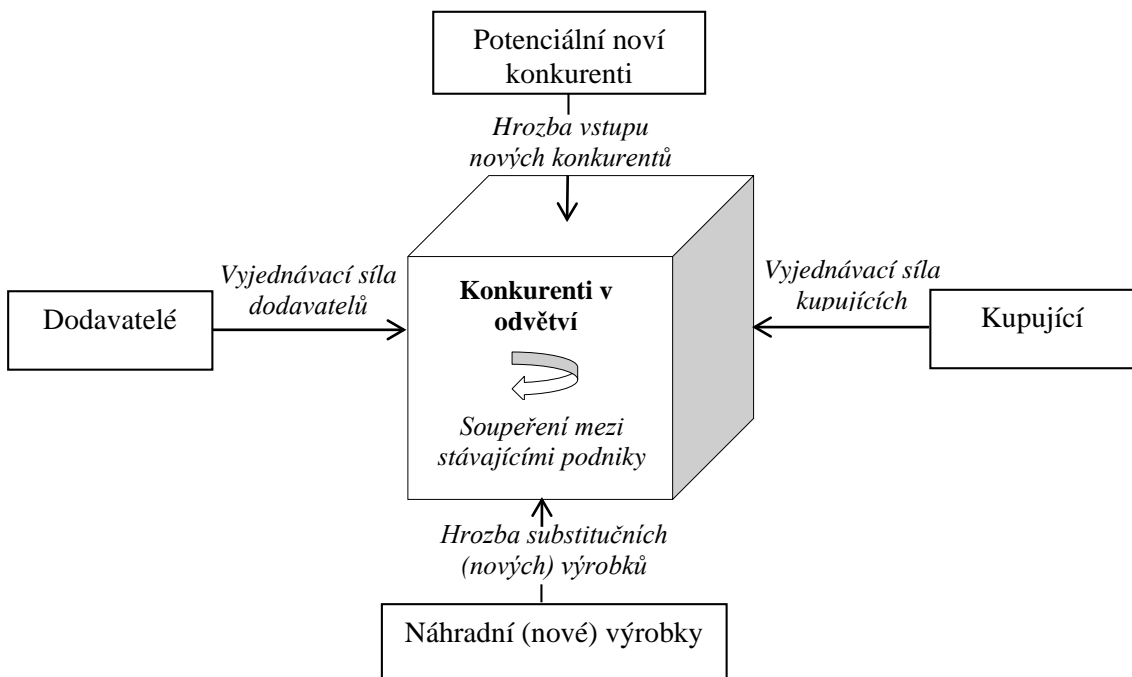 Potenciální noví
konkurenti
Hrozba vstupu
nových konkurentů
Vyjednávací síla
dodavatelů
Dodavatelé
Konkurenti v
odvětví
Soupeření mezi
stávajícími podniky
Vyjednávací síla
kupujících
Kupující
Hrozba substitučních
(nových) výrobků
Náhradní (nové) výrobky